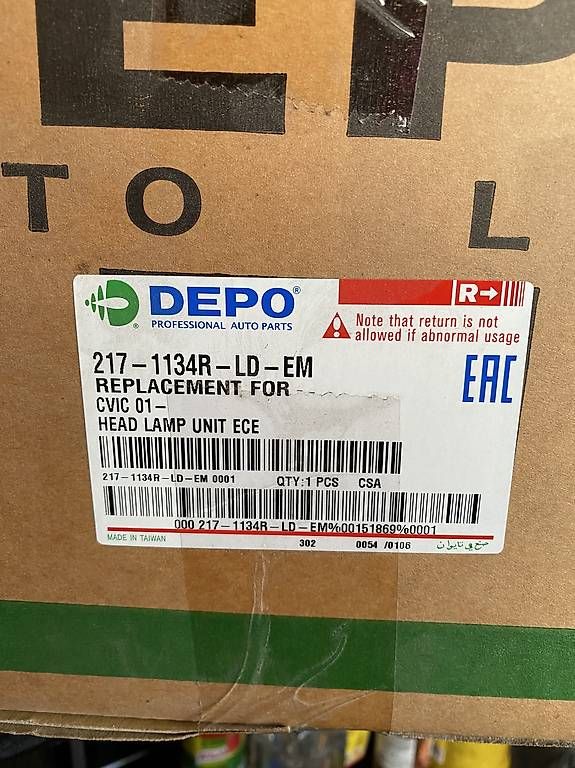 EP
TO L
DEPO®
PROFESSIONAL AUTO PARTS
R→
Note that return is not
allowed if abnormal usage
217-1134R-LD-EM
REPLACEMENT FOR
CVIC 01-
HEAD LAMP UNIT ECE
EAC
217-1134R-LD-EM 0001 QTY:1 PCS CSA
000 217-1134R-LD-EM%00151869%0001
MADE IN TAIWAN 302 0054 /0106 صنع في تايوان